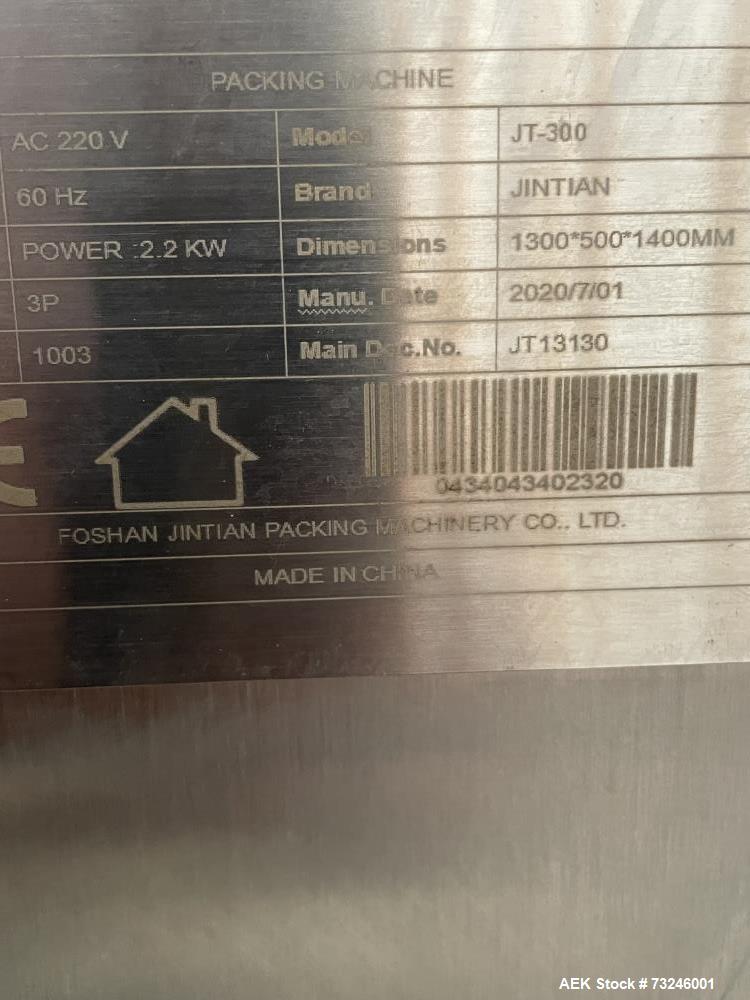 PACKING MACHINE
AC 220 V Model JT-300
60 Hz Brand JINTIAN
POWER :2.2 KW Dimensions 1300*500*1400MM
3P Manu. Date 2020/7/01
1003 Main Doc.No. JT13130
CE
0434043402320
FOSHAN JINTIAN PACKING MACHINERY CO., LTD.
MADE IN CHINA
AEK Stock # 73246001